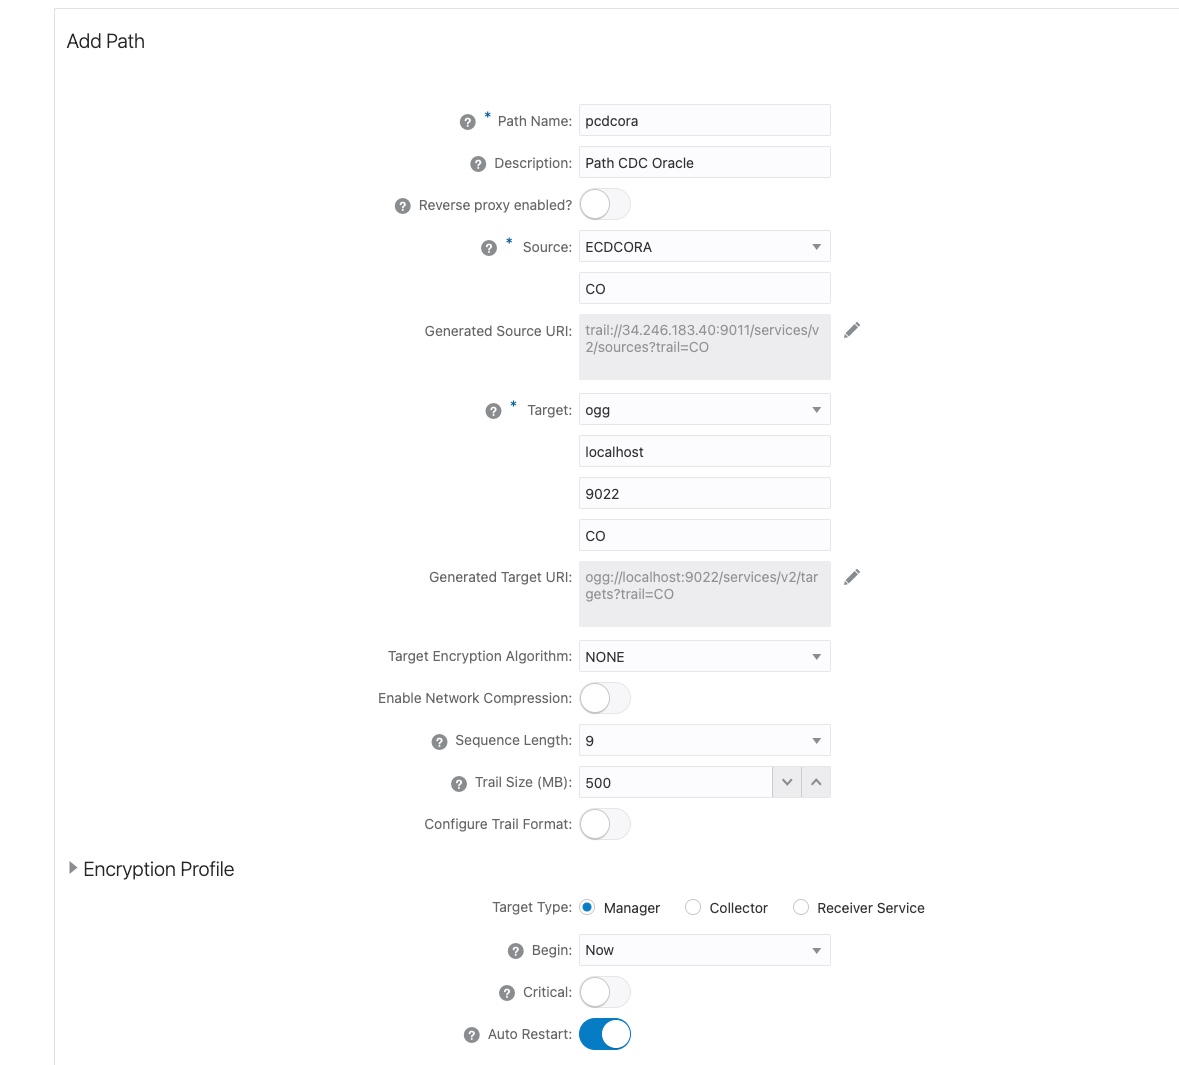 Add Path
? * Path Name: pcdcora
? Description: Path CDC Oracle
? Reverse proxy enabled?
? * Source: ECDCORA
CO
Generated Source URI: trail://34.246.183.40:9011/services/v
2/sources?trail=CO
? * Target: ogg
localhost
9022
CO
Generated Target URI: ogg://localhost:9022/services/v2/tar
gets?trail=CO
Target Encryption Algorithm: NONE
Enable Network Compression:
? Sequence Length: 9
? Trail Size (MB): 500
Configure Trail Format:
Encryption Profile
Target Type: Manager Collector Receiver Service
? Begin: Now
? Critical:
? Auto Restart: